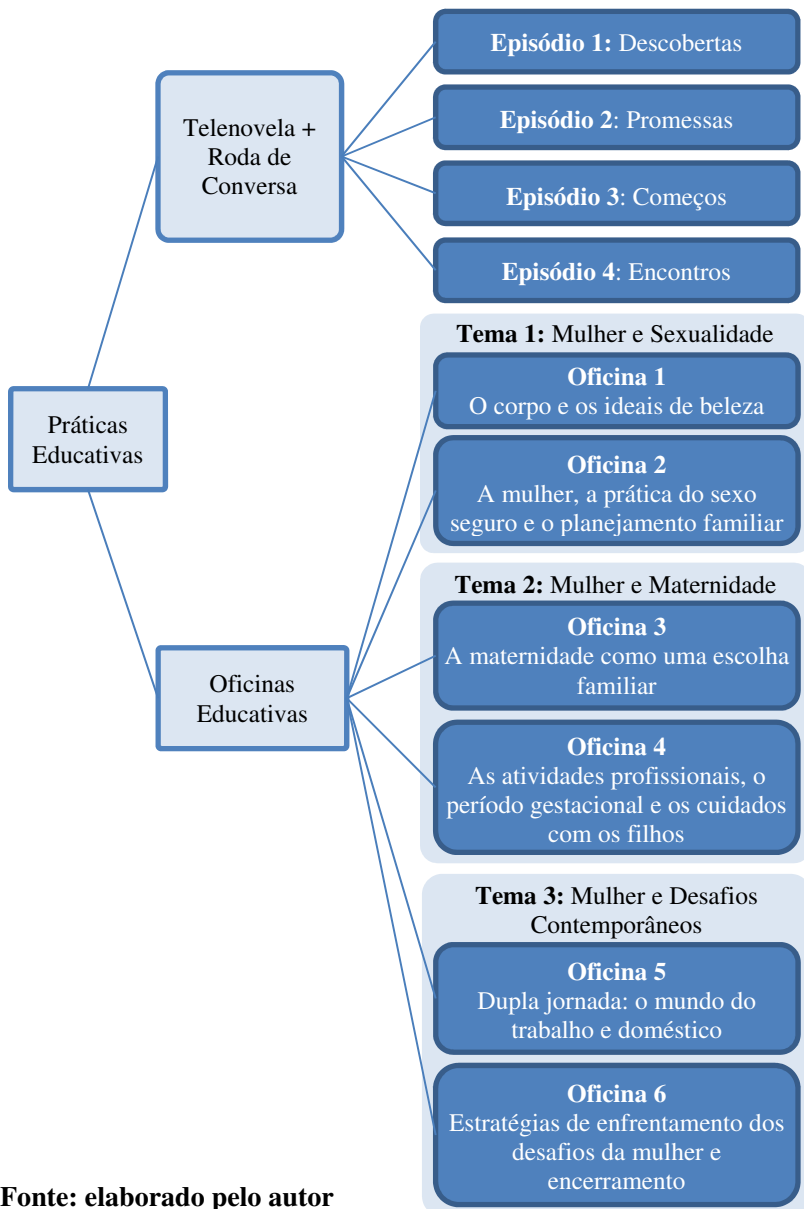 Práticas
Educativas
Telenovela +
Roda de
Conversa
Episódio 1: Descobertas
Episódio 2: Promessas
Episódio 3: Começos
Episódio 4: Encontros
Oficinas
Educativas
Tema 1: Mulher e Sexualidade
Oficina 1
O corpo e os ideais de beleza
Oficina 2
A mulher, a prática do sexo
seguro e o planejamento familiar
Tema 2: Mulher e Maternidade
Oficina 3
A maternidade como uma escolha
familiar
Oficina 4
As atividades profissionais, o
período gestacional e os cuidados
com os filhos
Tema 3: Mulher e Desafios
Contemporâneos
Oficina 5
Dupla jornada: o mundo do
trabalho e doméstico
Oficina 6
Estratégias de enfrentamento dos
desafios da mulher e
encerramento
Fonte: elaborado pelo autor